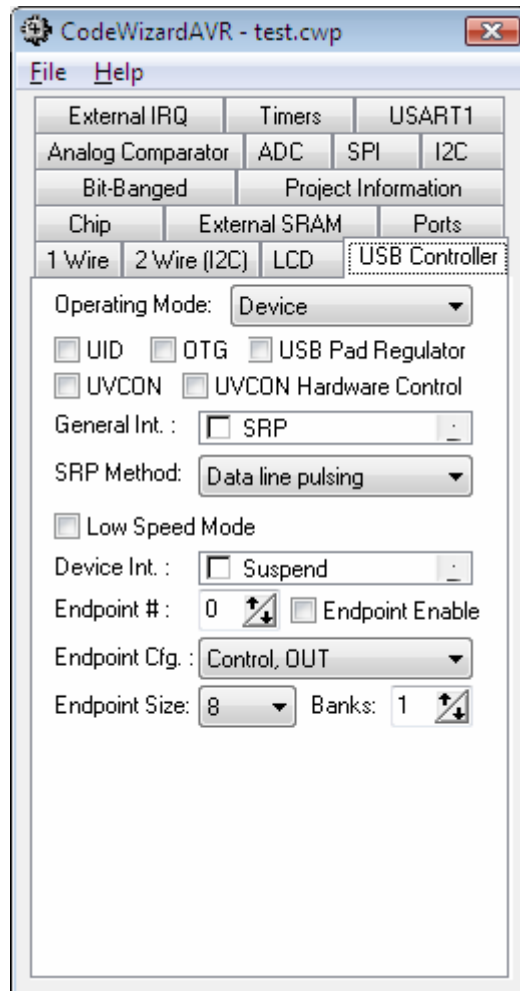 CodeWizardAVR - test.cwp
File Help
External IRQ Timers USART1
Analog Comparator ADC SPI I2C
Bit-Banged Project Information
Chip External SRAM Ports
1 Wire 2 Wire (I2C) LCD USB Controller
Operating Mode: Device
UID OTG USB Pad Regulator
UVCON UVCON Hardware Control
General Int. : SRP
SRP Method: Data line pulsing
Low Speed Mode
Device Int. : Suspend
Endpoint # : 0 Endpoint Enable
Endpoint Cfg. : Control, OUT
Endpoint Size: 8 Banks: 1